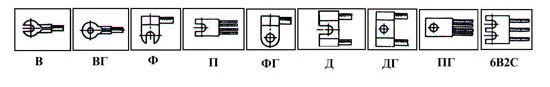 В ВГ Ф П ФГ Д ДГ ПГ 6В2С